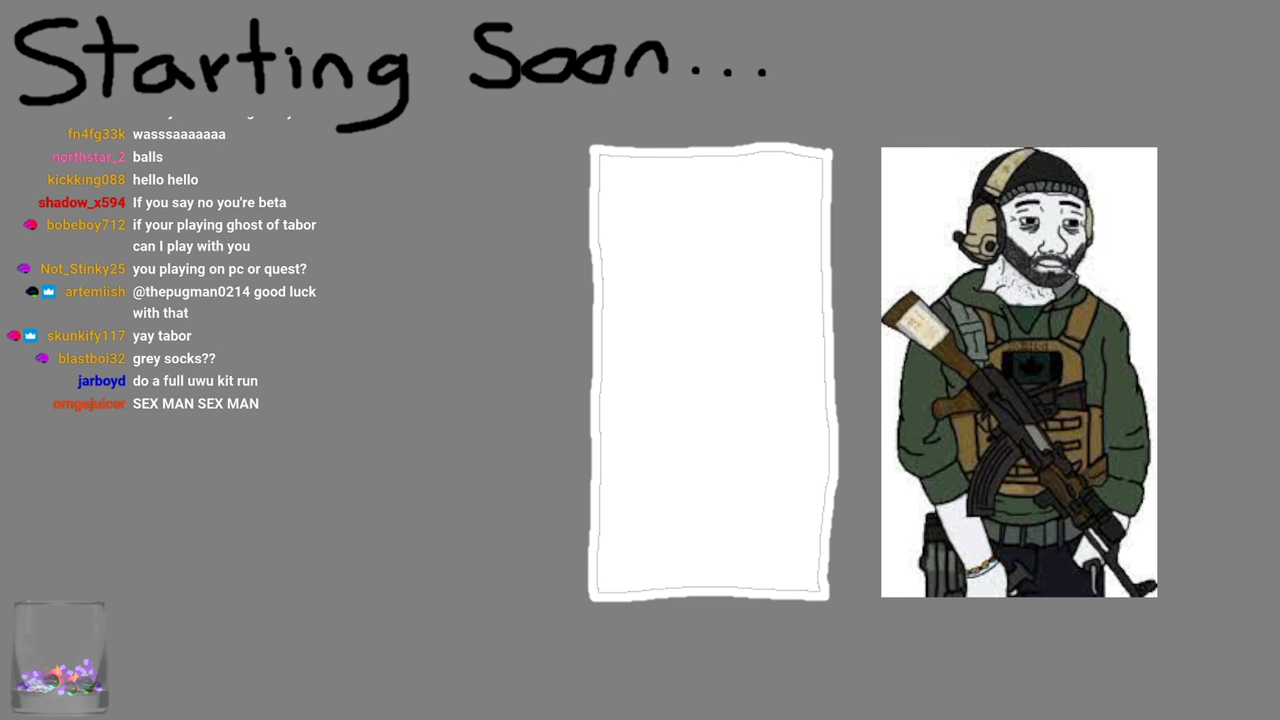 Starting Soon...
fn4fg33k wasssaaaaaaa
northstar_2 balls
kickking088 hello hello
shadow_x594 If you say no you're beta
bobeboy712 if your playing ghost of tabor
can I play with you
Not_Stinky25 you playing on pc or quest?
artemiish @thepugman0214 good luck
with that
skunkify117 yay tabor
blastboi32 grey socks??
jarboyd do a full uwu kit run
orngejuicer SEX MAN SEX MAN